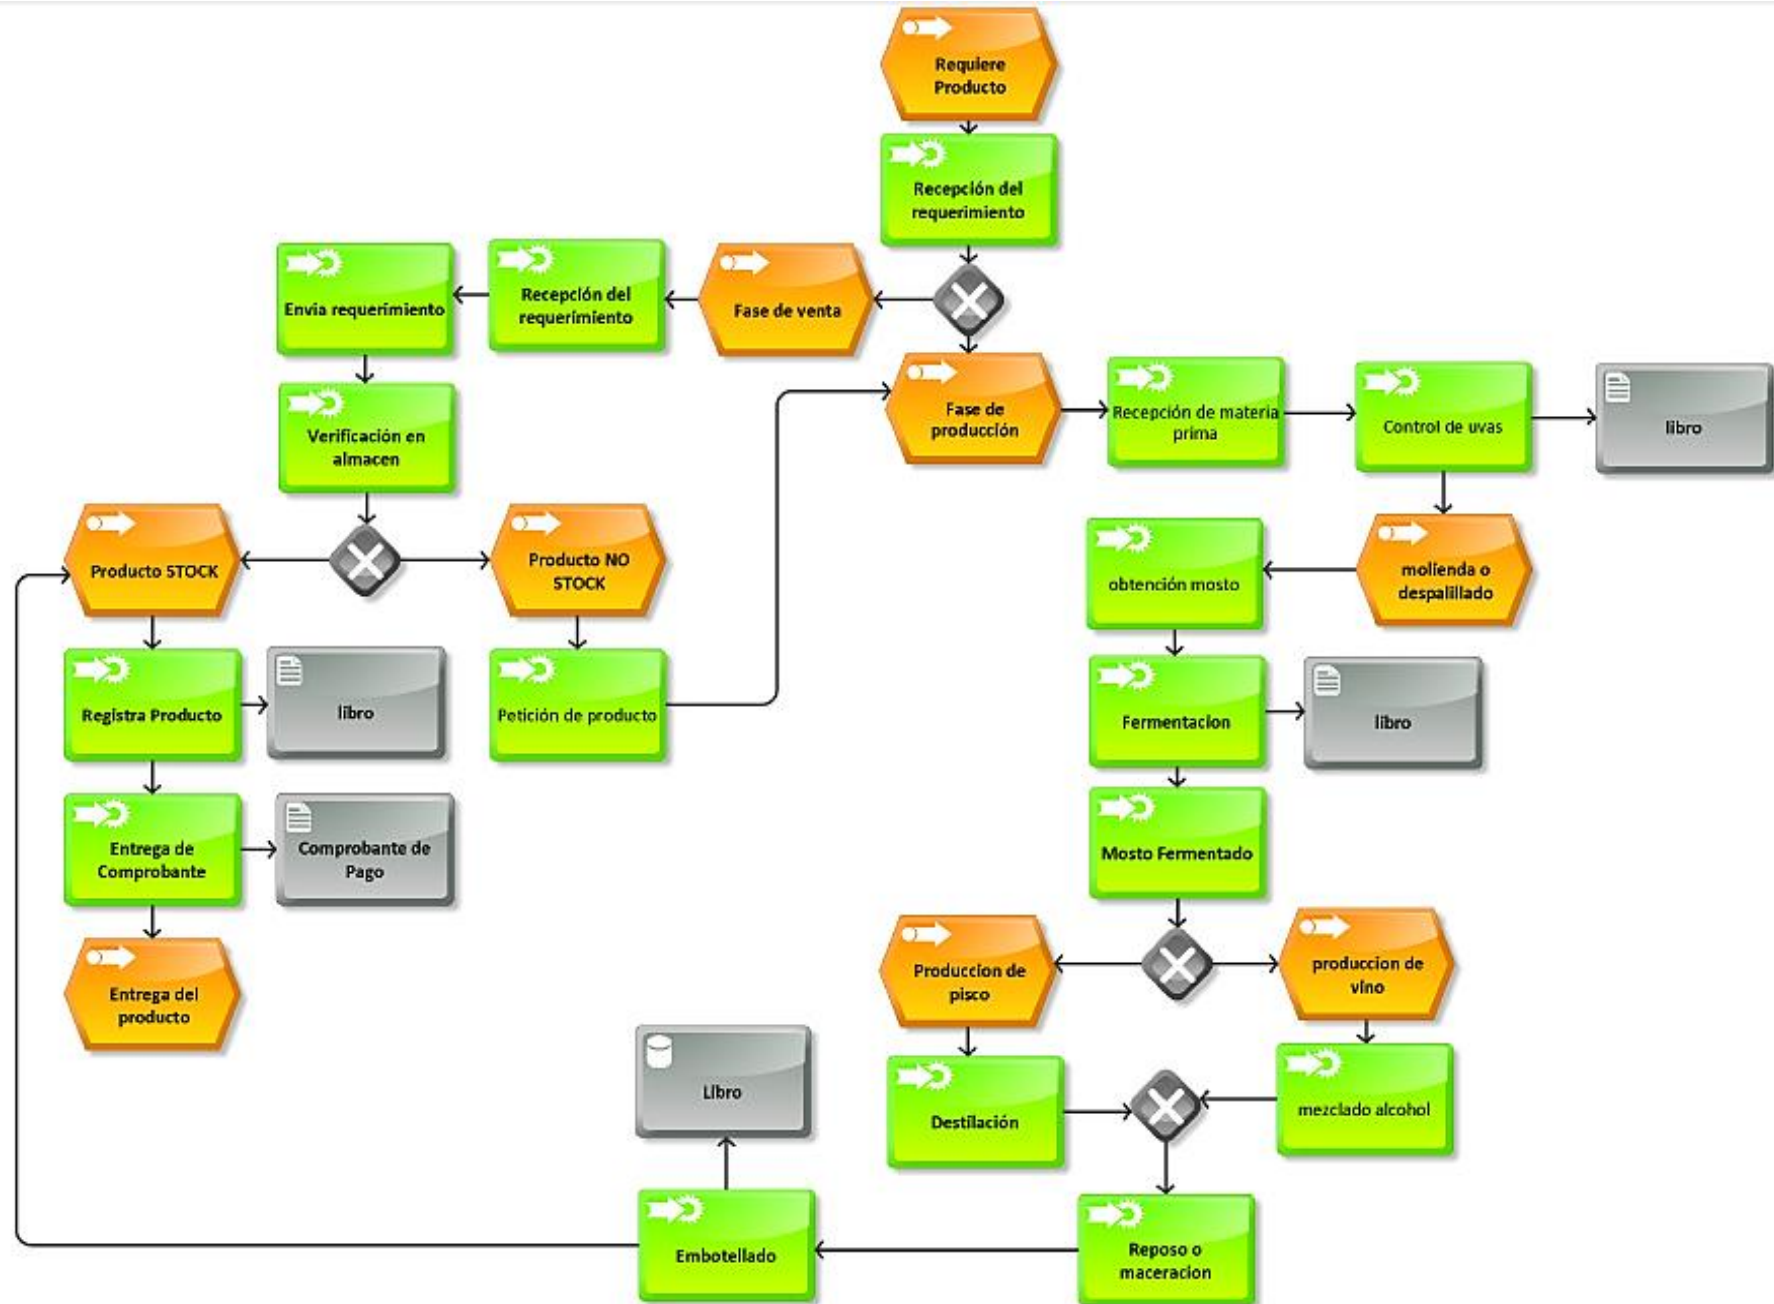 Requiere
Producto
Recepción del
requerimiento
Envia requerimiento
Recepción del
requerimiento
Fase de venta
Verificación en
almacen
Fase de
producción
Recepción de materia
prima
Control de uvas
libro
Producto STOCK
Producto NO
STOCK
obtención mosto
molienda o
despalillado
Registra Producto
libro
Petición de producto
Fermentacion
libro
Entrega de
Comprobante
Comprobante de
Pago
Mosto Fermentado
Entrega del
producto
Produccion de
pisco
produccion de
vino
Libro
Destilación
mezclado alcohol
Embotellado
Reposo o
maceracion